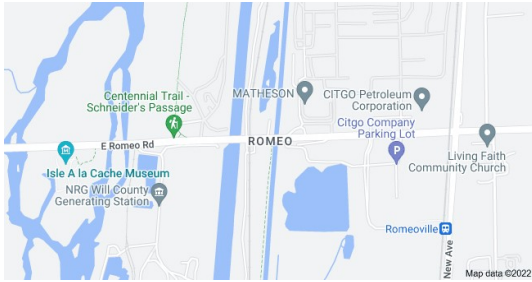 Centennial Trail -
Schneider's Passage
MATHESON
CITGO Petroleum
Corporation
Citgo Company
Parking Lot
P
E Romeo Rd
ROMEO
Living Faith
Community Church
Isle A la Cache Museum
NRG Will County
Generating Station
Romeoville
New Ave
Map data ©2022